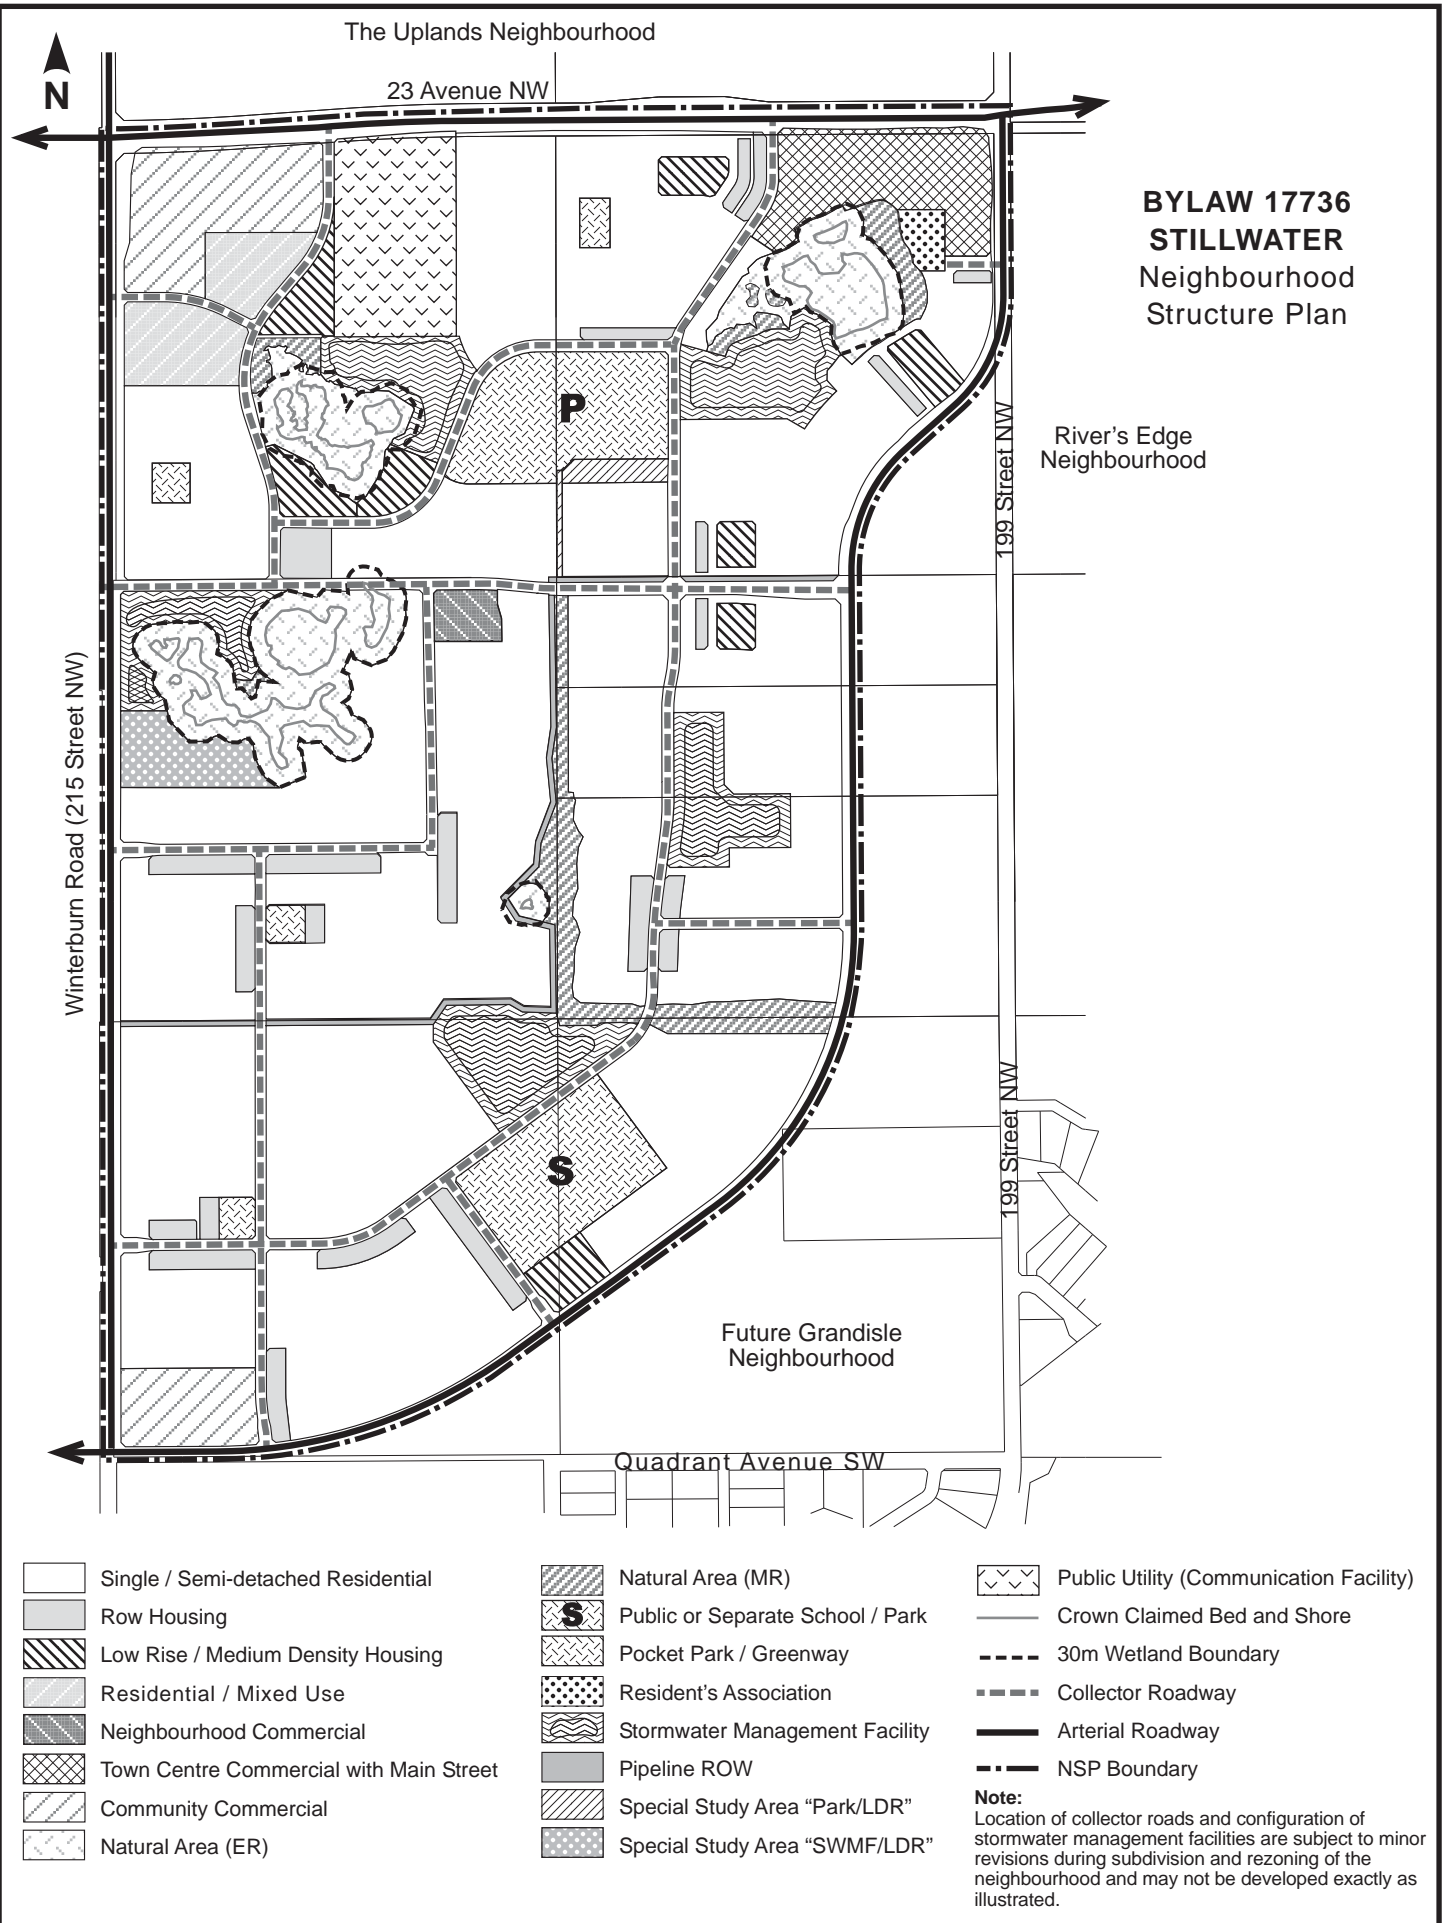 The Uplands Neighbourhood
N
23 Avenue NW
BYLAW 17736
STILLWATER
Neighbourhood
Structure Plan
P
River's Edge
Neighbourhood
199 Street NW
Winterburn Road (215 Street NW)
199 Street NW
S
Future Grandisle
Neighbourhood
Quadrant Avenue SW
Single / Semi-detached Residential
Row Housing
Low Rise / Medium Density Housing
Residential / Mixed Use
Neighbourhood Commercial
Town Centre Commercial with Main Street
Community Commercial
Natural Area (ER)
Natural Area (MR)
S
Public or Separate School / Park
Pocket Park / Greenway
Resident's Association
Stormwater Management Facility
Pipeline ROW
Special Study Area “Park/LDR”
Special Study Area “SWMF/LDR”
Public Utility (Communication Facility)
Crown Claimed Bed and Shore
30m Wetland Boundary
Collector Roadway
Arterial Roadway
NSP Boundary
Note:
Location of collector roads and configuration of
stormwater management facilities are subject to minor
revisions during subdivision and rezoning of the
neighbourhood and may not be developed exactly as
illustrated.